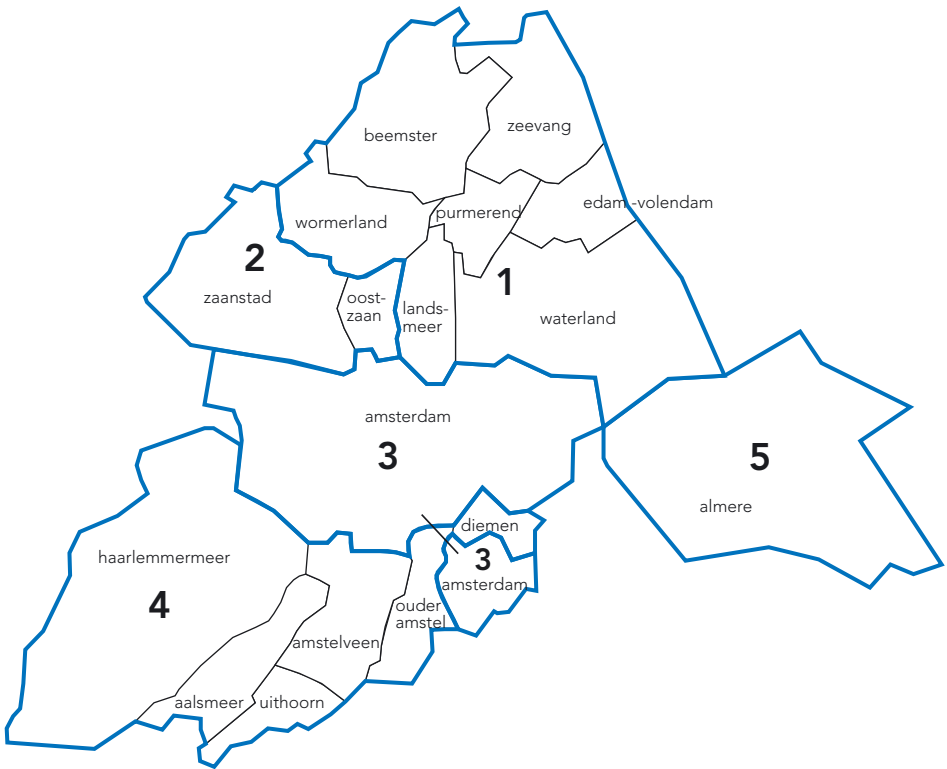 zeevang
beemster
edam -volendam
purmerend
wormerland
2
1
zaanstad
oost-
zaan
lands-
meer
waterland
amsterdam
3
5
almere
diemen
3
amsterdam
haarlemmermeer
4
ouder
amstel
amstelveen
aalsmeer
uithoorn